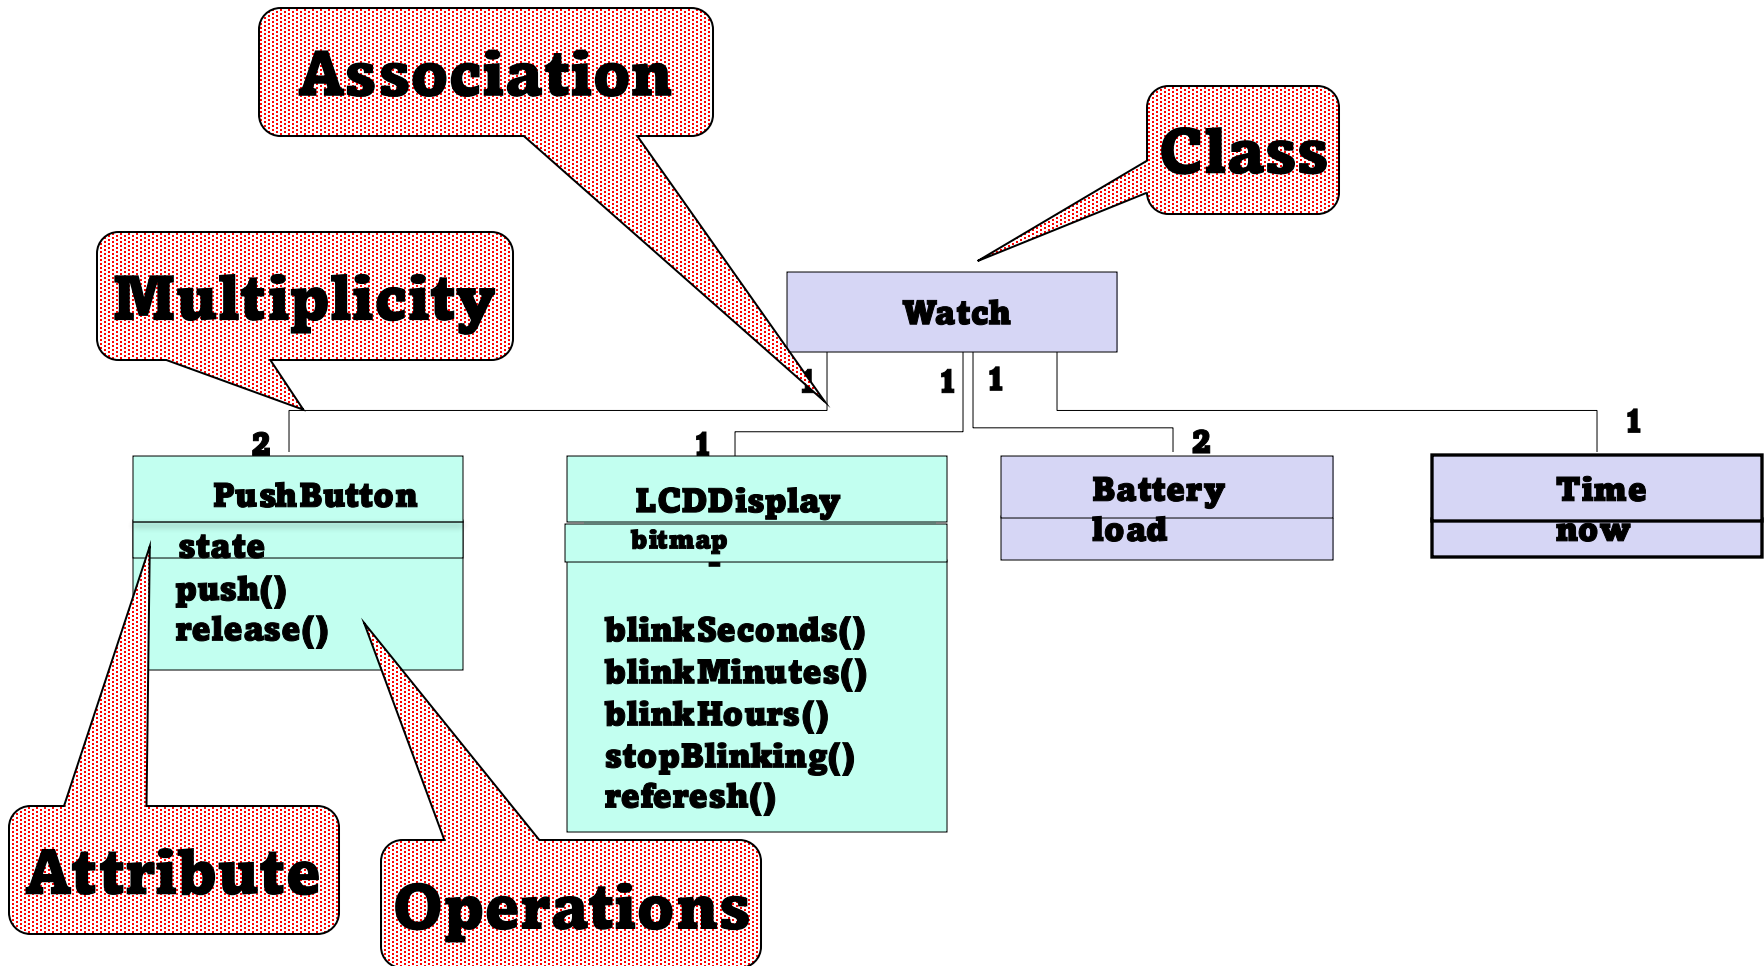 Association
Class
Multiplicity
Watch
1
1
1
2
1
2
1
PushButton
state
push()
release()
LCDDisplay
bitmap
blinkSeconds()
blinkMinutes()
blinkHours()
stopBlinking()
referesh()
Battery
load
Time
now
Attribute
Operations